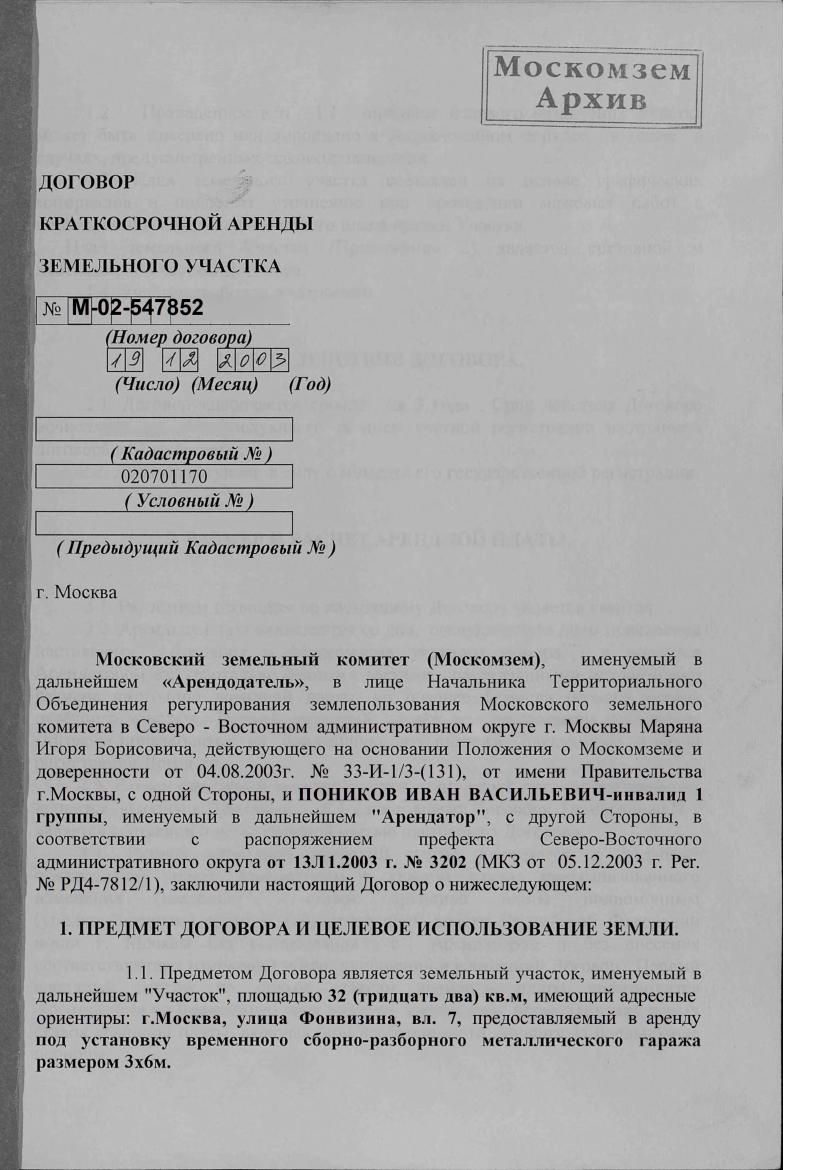 Москомзем
Архив
ДОГОВОР
КРАТКОСРОЧНОЙ АРЕНДЫ
ЗЕМЕЛЬНОГО УЧАСТКА
№ М-02-547852
(Номер договора)
19 12 2003
(Число) (Месяц) (Год)
( Кадастровый № )
020701170
( Условный № )
( Предыдущий Кадастровый № )
г. Москва
Московский земельный комитет (Москомзем), именуемый в
дальнейшем «Арендодатель», в лице Начальника Территориального
Объединения регулирования землепользования Московского земельного
комитета в Северо - Восточном административном округе г. Москвы Маряна
Игоря Борисовича, действующего на основании Положения о Москомземе и
доверенности от 04.08.2003г. № 33-И-1/3-(131), от имени Правительства
г.Москвы, с одной Стороны, и ПОНИКОВ ИВАН ВАСИЛЬЕВИЧ-инвалид 1
группы, именуемый в дальнейшем "Арендатор", с другой Стороны, в
соответствии с распоряжением префекта Северо-Восточного
административного округа от 13Л1.2003 г. № 3202 (МКЗ от 05.12.2003 г. Рег.
№ РД4-7812/1), заключили настоящий Договор о нижеследующем:
1. ПРЕДМЕТ ДОГОВОРА И ЦЕЛЕВОЕ ИСПОЛЬЗОВАНИЕ ЗЕМЛИ.
1.1. Предметом Договора является земельный участок, именуемый в
дальнейшем "Участок", площадью 32 (тридцать два) кв.м, имеющий адресные
ориентиры: г.Москва, улица Фонвизина, вл. 7, предоставляемый в аренду
под установку временного сборно-разборного металлического гаража
размером 3х6м.